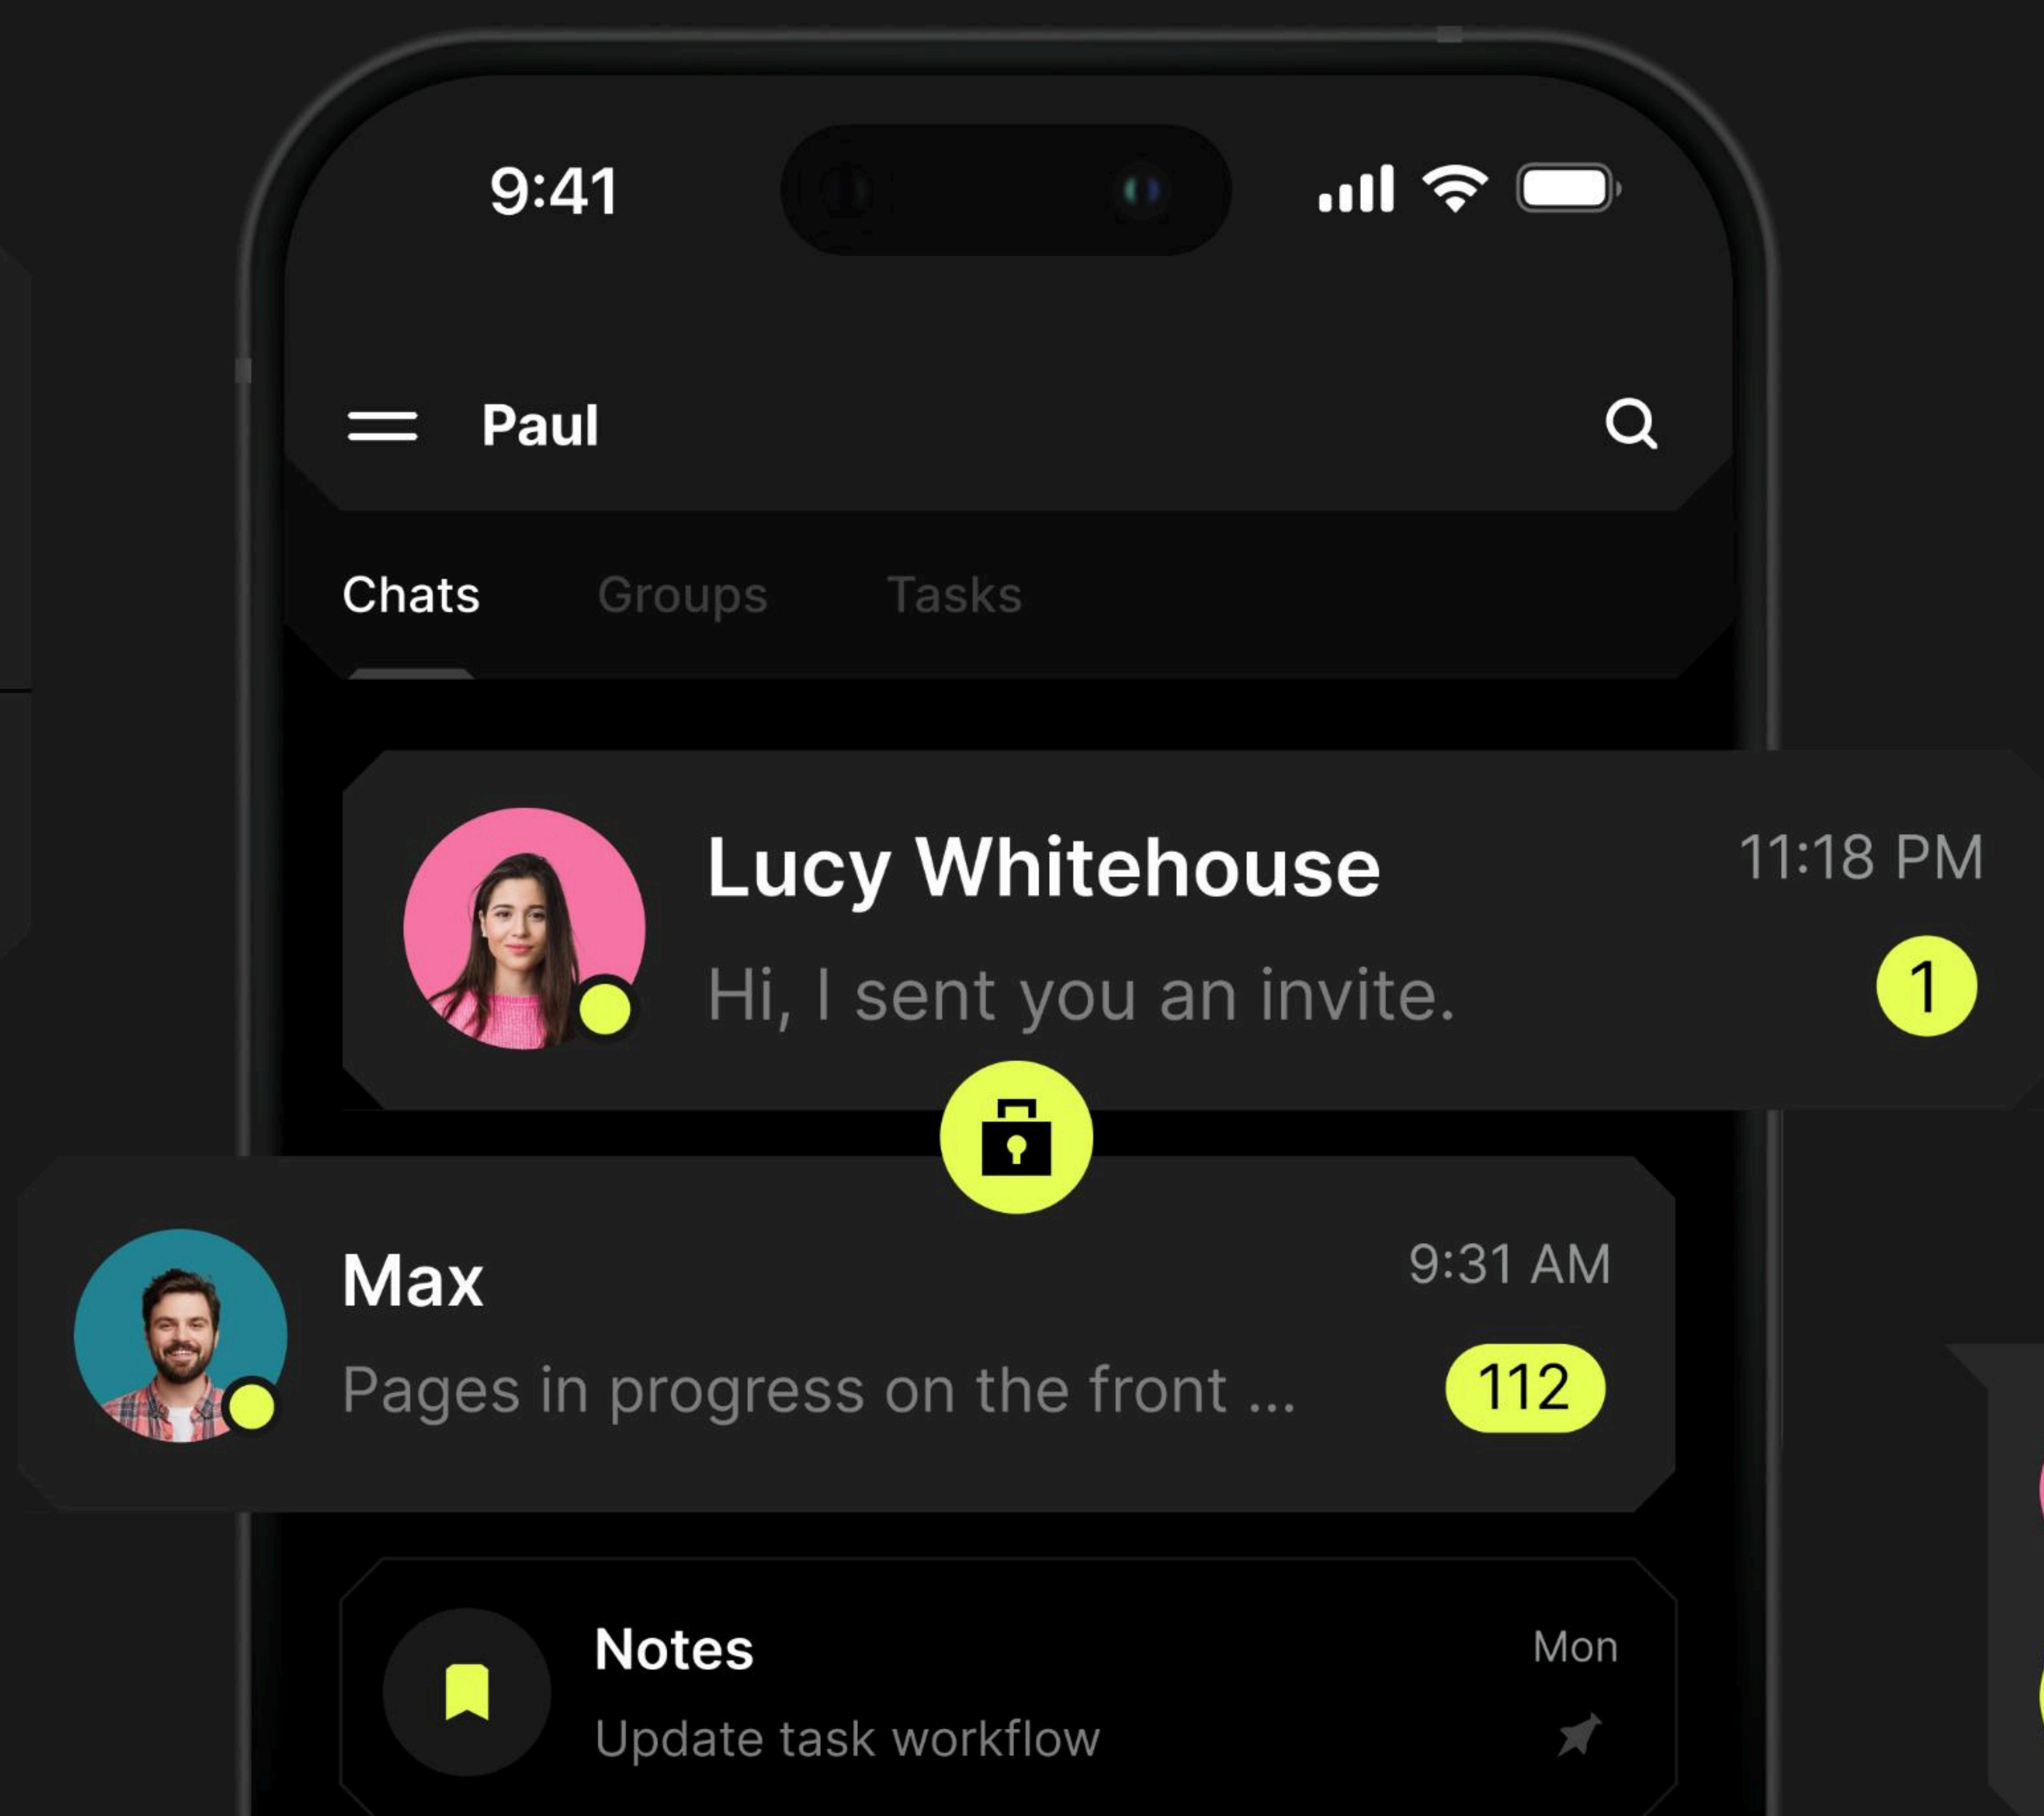 9:41
Paul
Chats Groups Tasks
Lucy Whitehouse 11:18 PM
Hi, I sent you an invite. 1
Max 9:31 AM
Pages in progress on the front ... 112
Notes Mon
Update task workflow